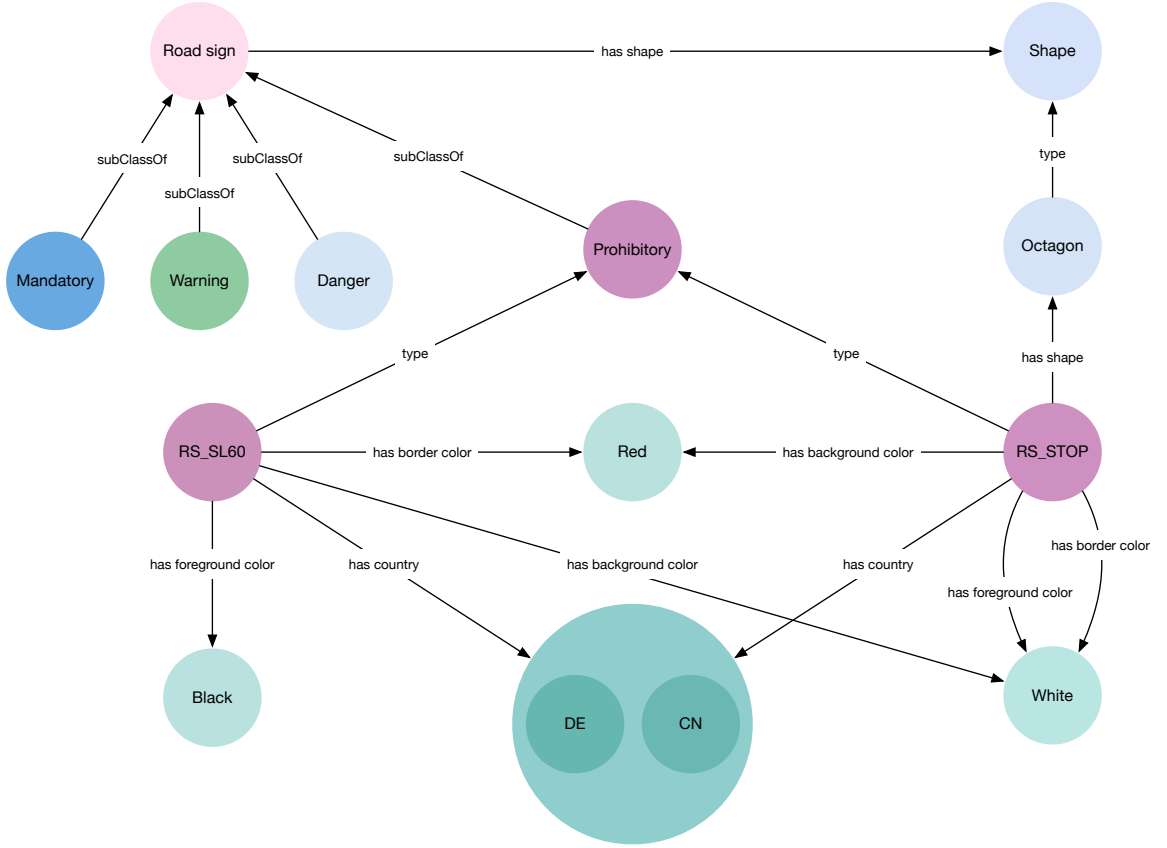 Road sign
has shape
Shape
subClassOf
subClassOf
subClassOf
subClassOf
type
Mandatory
Warning
Danger
Prohibitory
Octagon
type
type
has shape
RS_SL60
has border color
Red
has background color
RS_STOP
has foreground color
has country
has background color
has country
has foreground color
has border color
Black
DE
CN
White